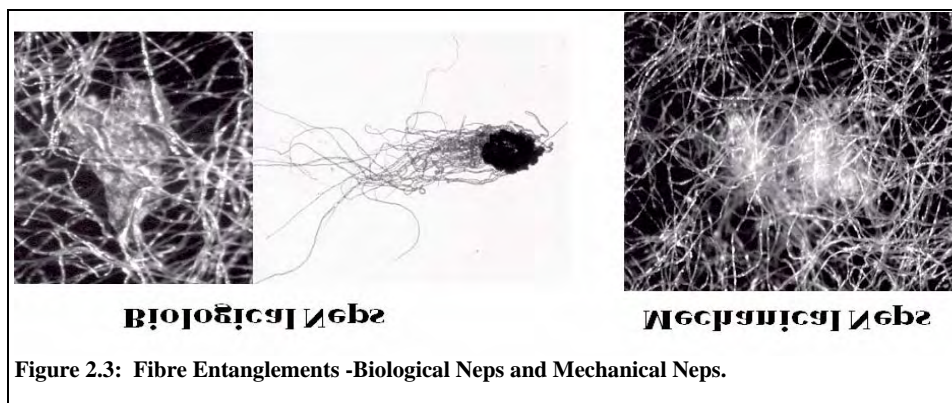 Biological Neps
Mechanical Neps
Figure 2.3: Fibre Entanglements -Biological Neps and Mechanical Neps.